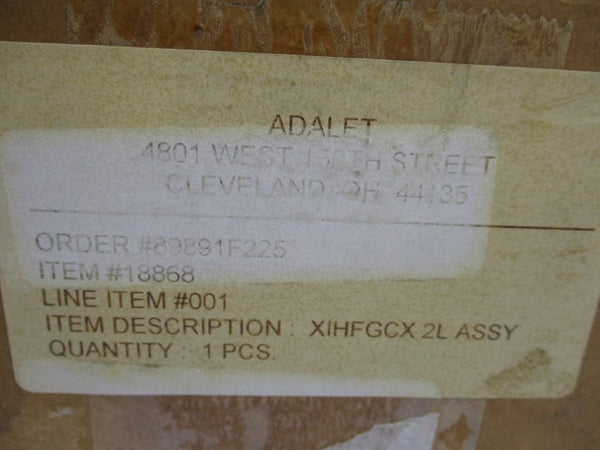 ADALET
4801 WEST 150TH STREET
CLEVELAND, OH 44135
ORDER #89891F225
ITEM #18868
LINE ITEM #001
ITEM DESCRIPTION : XIHFGCX 2L ASSY
QUANTITY : 1 PCS.